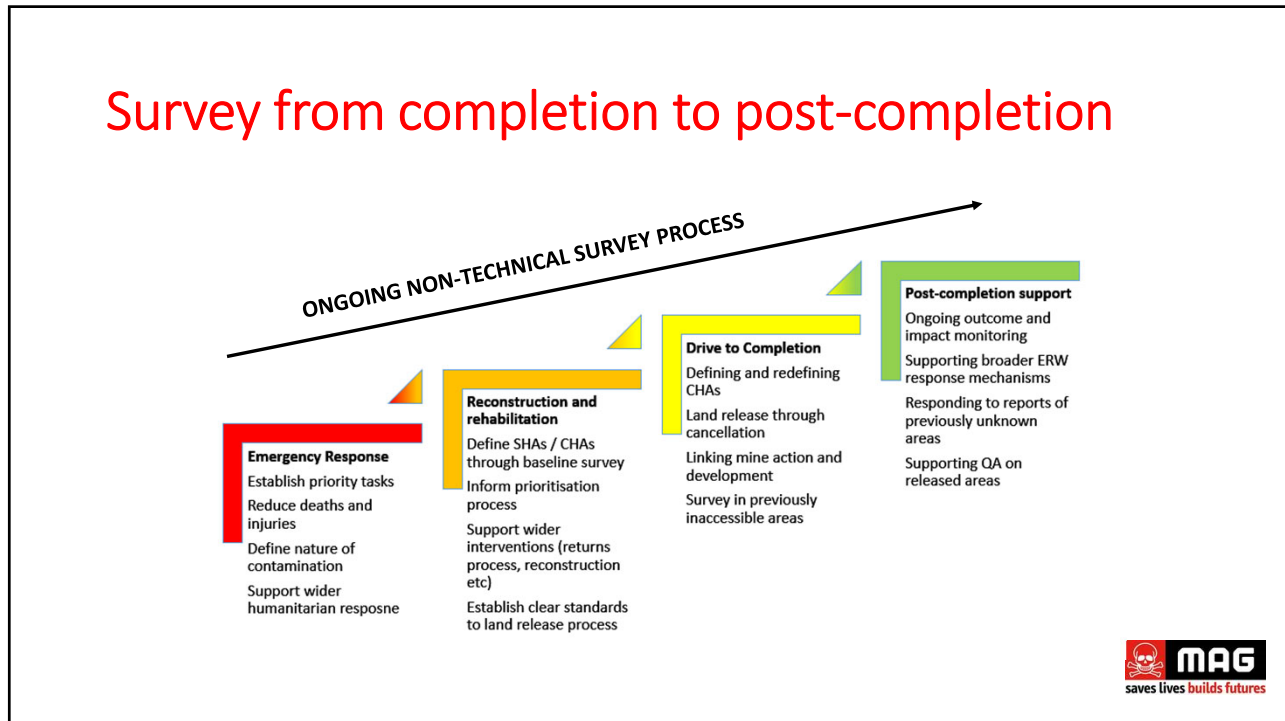 Survey from completion to post-completion
ONGOING NON-TECHNICAL SURVEY PROCESS
Emergency Response
Establish priority tasks
Reduce deaths and
injuries
Define nature of
contamination
Support wider
humanitarian resposne
Reconstruction and
rehabilitation
Define SHAs / CHAs
through baseline survey
Inform prioritisation
process
Support wider
interventions (returns
process, reconstruction
etc)
Establish clear standards
to land release process
Drive to Completion
Defining and redefining
CHAs
Land release through
cancellation
Linking mine action and
development
Survey in previously
inaccessible areas
Post-completion support
Ongoing outcome and
impact monitoring
Supporting broader ERW
response mechanisms
Responding to reports of
previously unknown
areas
Supporting QA on
released areas
MAG
saves lives builds futures